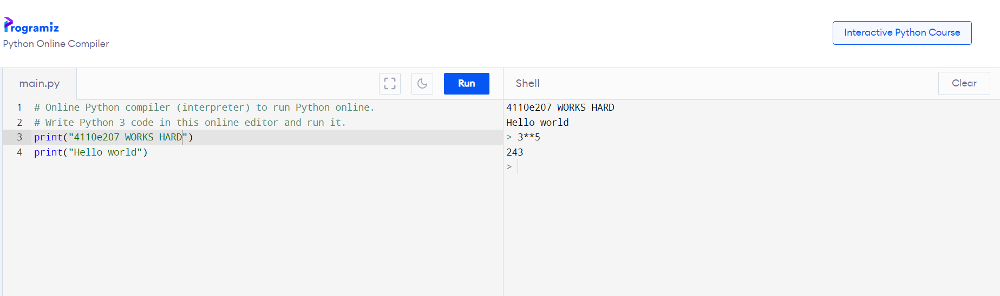 Programiz
Python Online Compiler
Interactive Python Course
main.py
Run
1 # Online Python compiler (interpreter) to run Python online.
2 # Write Python 3 code in this online editor and run it.
3 print("4110e207 WORKS HARD")
4 print("Hello world")
Shell
Clear
4110e207 WORKS HARD
Hello world
> 3**5
243
>